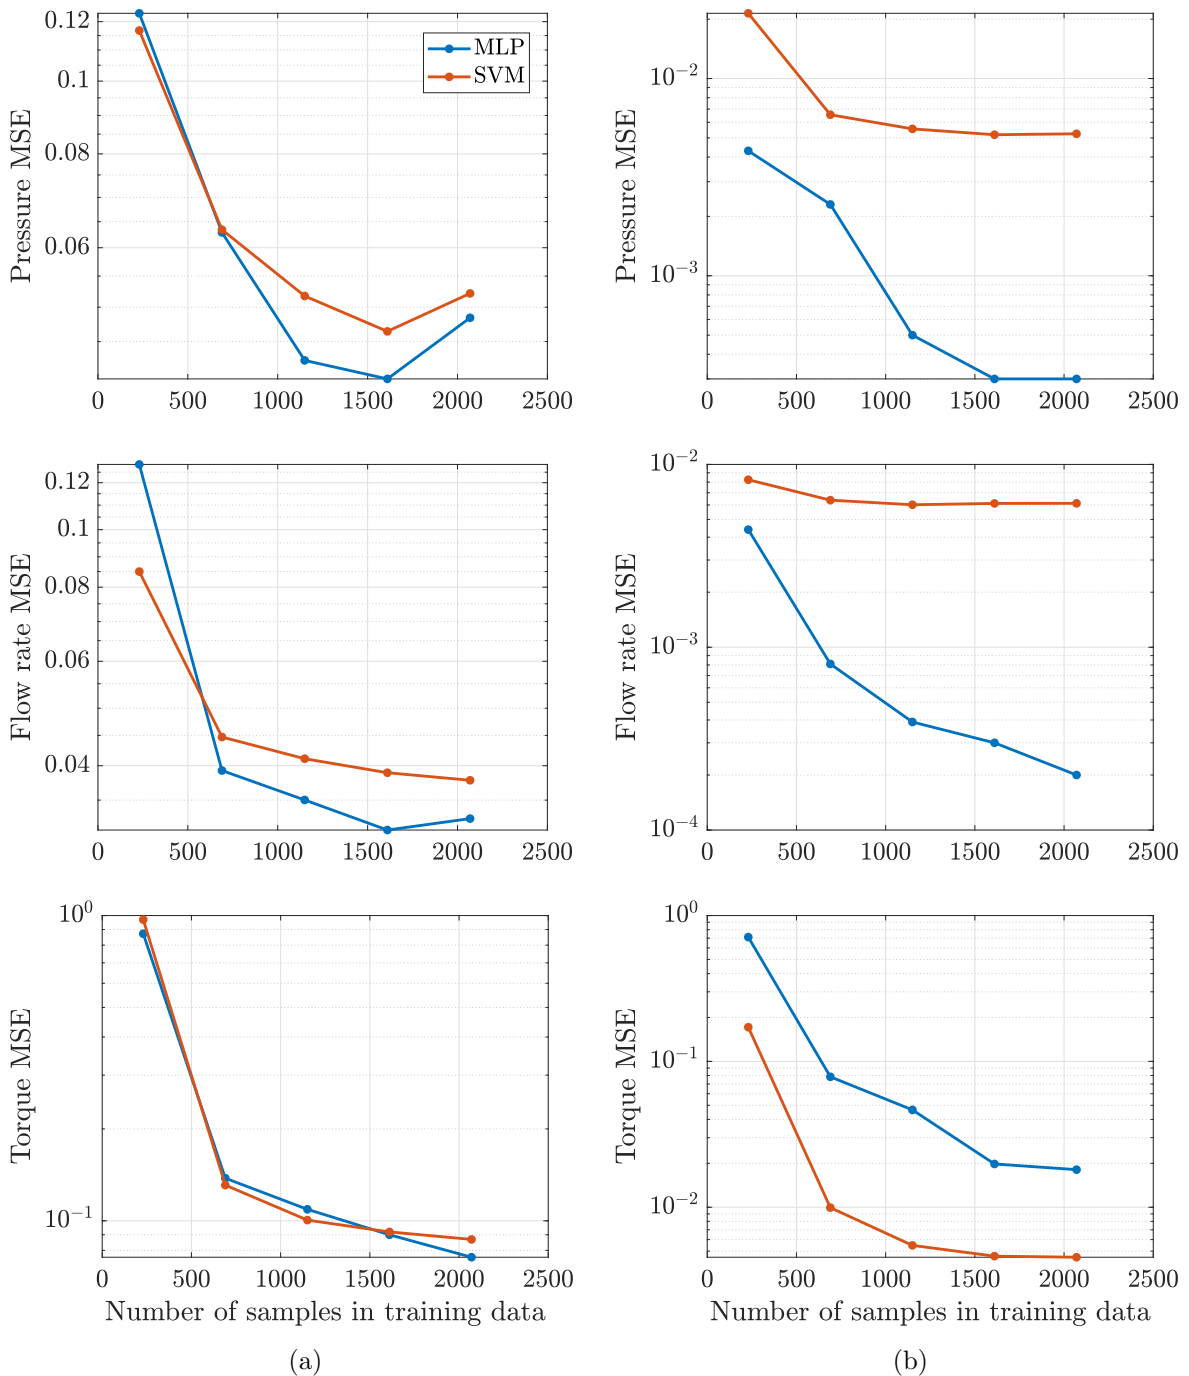 0.12
0.1
0.08
0.06
Pressure MSE
MLP
SVM
0 500 1000 1500 2000 2500
10⁻²
10⁻³
Pressure MSE
0 500 1000 1500 2000 2500
0.12
0.1
0.08
0.06
0.04
Flow rate MSE
0 500 1000 1500 2000 2500
10⁻²
10⁻³
10⁻⁴
Flow rate MSE
0 500 1000 1500 2000 2500
10⁰
10⁻¹
Torque MSE
0 500 1000 1500 2000 2500
Number of samples in training data
(a)
10⁰
10⁻¹
10⁻²
Torque MSE
0 500 1000 1500 2000 2500
Number of samples in training data
(b)